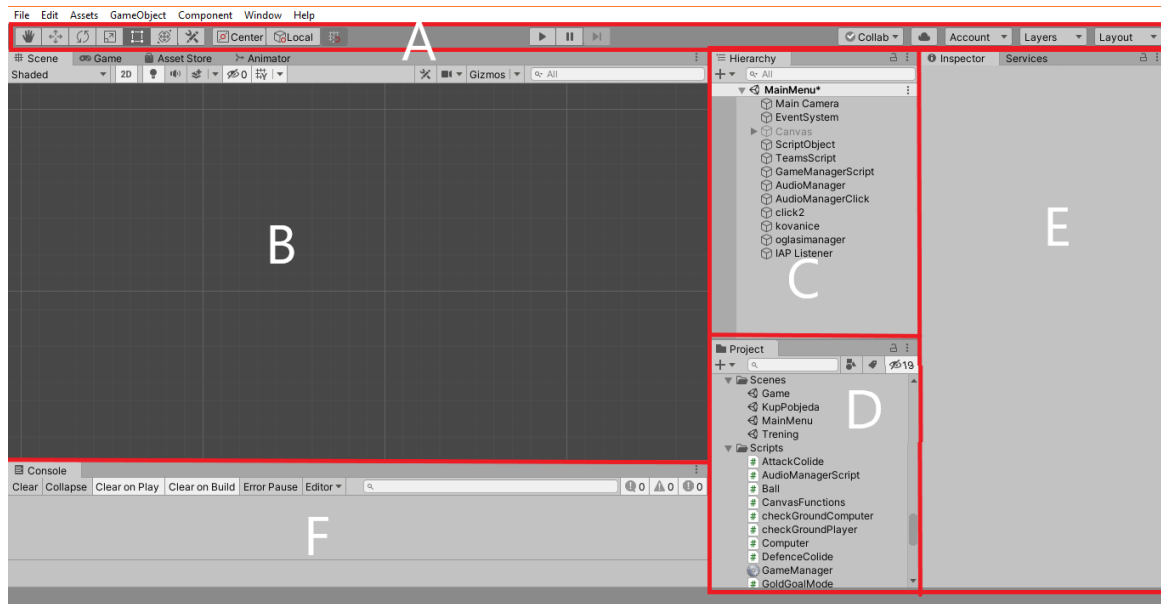 File Edit Assets GameObject Component Window Help
Center Local Collab Account Layers Layout
A
Scene Game Asset Store Animator
Shaded 2D 0 Gizmos All
B
Hierarchy
All
MainMenu*
Main Camera
EventSystem
Canvas
ScriptObject
TeamsScript
GameManagerScript
AudioManager
AudioManagerClick
click2
kovanice
oglasimanager
IAP Listener
C
Inspector Services
E
Project
19
Scenes
Game
KupPobjeda
MainMenu
Trening
Scripts
AttackColide
AudioManagerScript
Ball
CanvasFunctions
checkGroundComputer
checkGroundPlayer
Computer
DefenceColide
GameManager
GoldGoalMode
D
Console
Clear Collapse Clear on Play Clear on Build Error Pause Editor 0 0 0
F